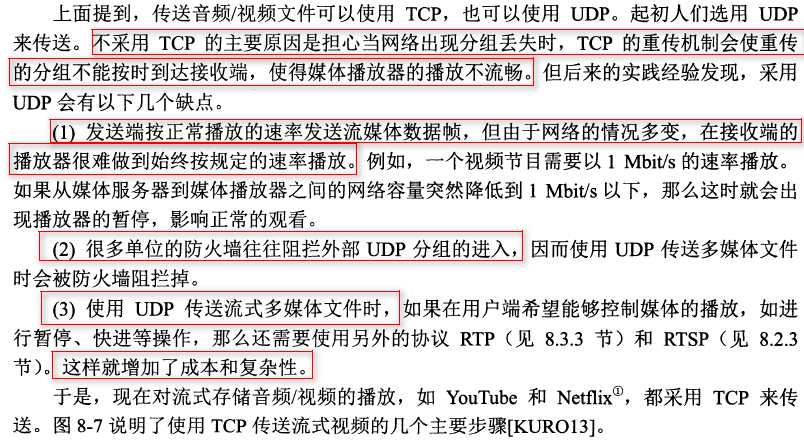 上面提到，传送音频/视频文件可以使用 TCP，也可以使用 UDP。起初人们选用 UDP
来传送。不采用 TCP 的主要原因是担心当网络出现分组丢失时，TCP 的重传机制会使重传
的分组不能按时到达接收端，使得媒体播放器的播放不流畅。但后来的实践经验发现，采用
UDP 会有以下几个缺点。
(1) 发送端按正常播放的速率发送流媒体数据帧，但由于网络的情况多变，在接收端的
播放器很难做到始终按规定的速率播放。例如，一个视频节目需要以 1 Mbit/s 的速率播放。
如果从媒体服务器到媒体播放器之间的网络容量突然降低到 1 Mbit/s 以下，那么这时就会出
现播放器的暂停，影响正常的观看。
(2) 很多单位的防火墙往往阻拦外部 UDP 分组的进入，因而使用 UDP 传送多媒体文件
时会被防火墙阻拦掉。
(3) 使用 UDP 传送流式多媒体文件时，如果在用户端希望能够控制媒体的播放，如进
行暂停、快进等操作，那么还需要使用另外的协议 RTP（见 8.3.3 节）和 RTSP（见 8.2.3
节）。这样就增加了成本和复杂性。
于是，现在对流式存储音频/视频的播放，如 YouTube 和 Netflix①，都采用 TCP 来传
送。图 8-7 说明了使用 TCP 传送流式视频的几个主要步骤[KURO13]。